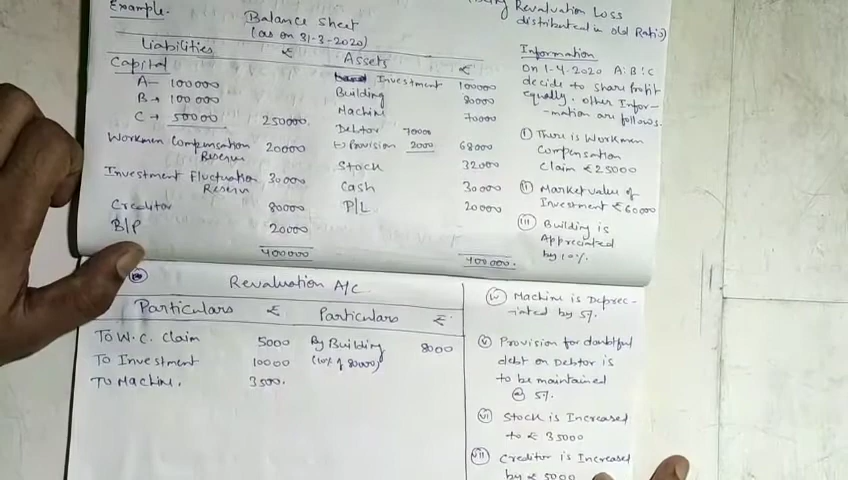 Example.
Balance Sheet
(as on 31-3-2020)
Liabilities ₹ Assets ₹
Capital
A- 100000
B→ 100000
C→ 50000 250000
Workmen Compensation Reserve 20000
Investment Fluctuation Reserve 30000
Creditor 80000
B/P 20000
400000
Investment 100000
Building 80000
Machine 70000
Debtor 70000
(-) Provision 2000 68000
Stock 32000
Cash 30000
P/L 20000
400000.
Revaluation Loss
distributed in old Ratio)
Information
On 1-4-2020 A:B:C
decide to share Profit
equally. Other Infor-
-mation are follows.
(i) There is Workmen
Compensation
Claim ₹25000
(ii) Market value of
Investment ₹60000
(iii) Building is
Appreciated
by 10%.
Revaluation A/c
Particulars ₹ Particulars ₹
To W.C. Claim 5000 By Building 8000
To Investment 10000 (10% of 80000)
To Machine. 3500.
(iv) Machine is Deprec-
-iated by 5%.
(v) Provision for doubtful
debt on Debtor is
to be maintained
@ 5%.
(vi) Stock is Increased
to ₹ 35000
(vii) Creditor is Increased
by ₹ 5000